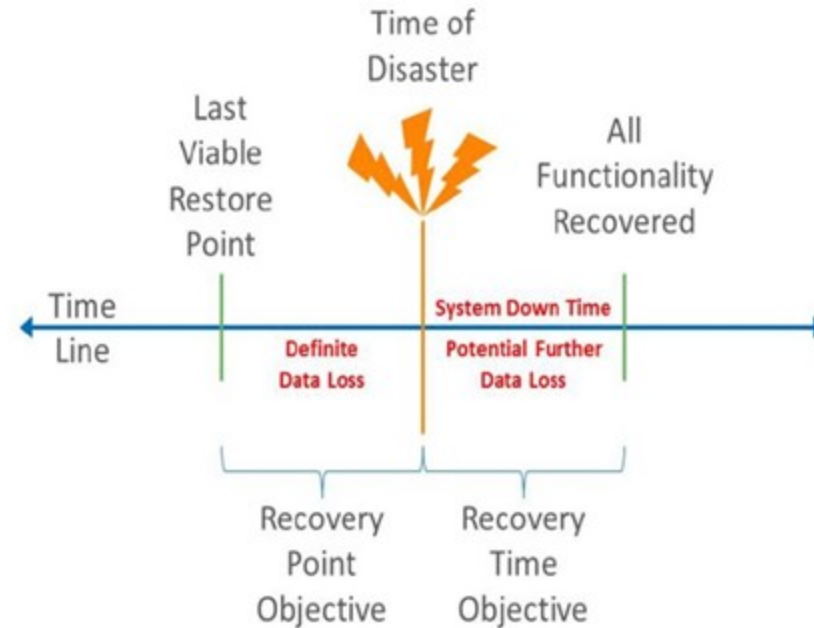 Time of
Disaster
Last
Viable
Restore
Point
All
Functionality
Recovered
Time
Line
System Down Time
Definite
Data Loss
Potential Further
Data Loss
Recovery
Point
Objective
Recovery
Time
Objective